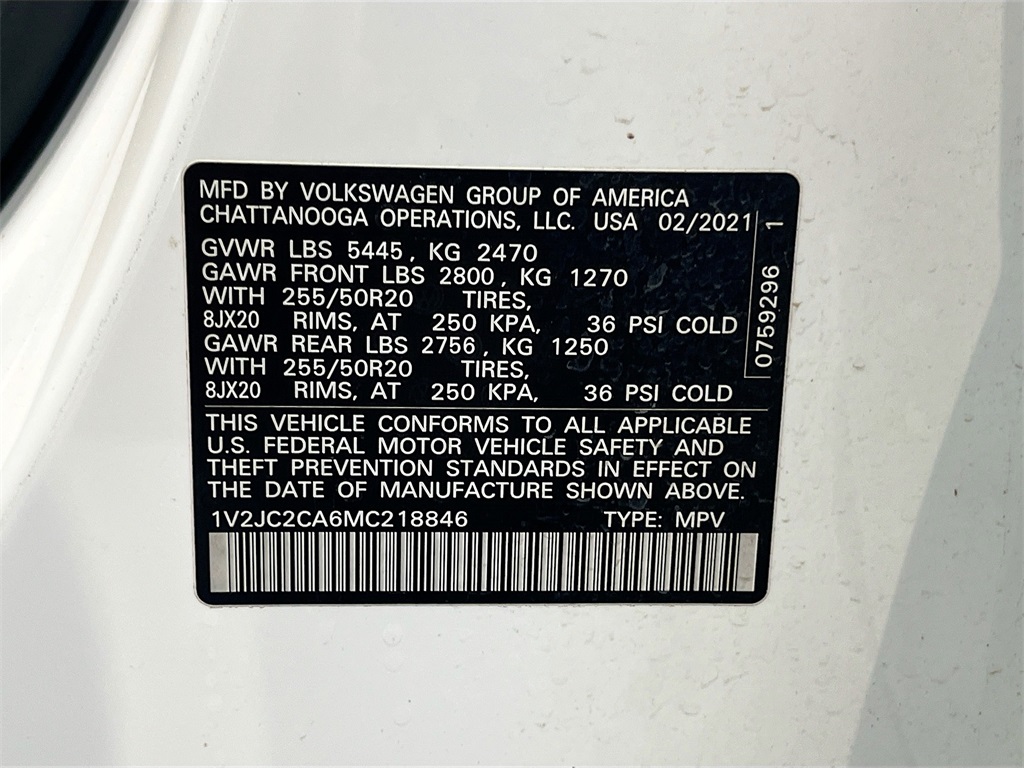 MFD BY VOLKSWAGEN GROUP OF AMERICA
CHATTANOOGA OPERATIONS, LLC. USA 02/2021
GVWR LBS 5445, KG 2470
GAWR FRONT LBS 2800, KG 1270
WITH 255/50R20 TIRES,
8JX20 RIMS, AT 250 KPA, 36 PSI COLD
GAWR REAR LBS 2756, KG 1250
WITH 255/50R20 TIRES,
8JX20 RIMS, AT 250 KPA, 36 PSI COLD
0759296 1
THIS VEHICLE CONFORMS TO ALL APPLICABLE
U.S. FEDERAL MOTOR VEHICLE SAFETY AND
THEFT PREVENTION STANDARDS IN EFFECT ON
THE DATE OF MANUFACTURE SHOWN ABOVE.
1V2JC2CA6MC218846 TYPE: MPV